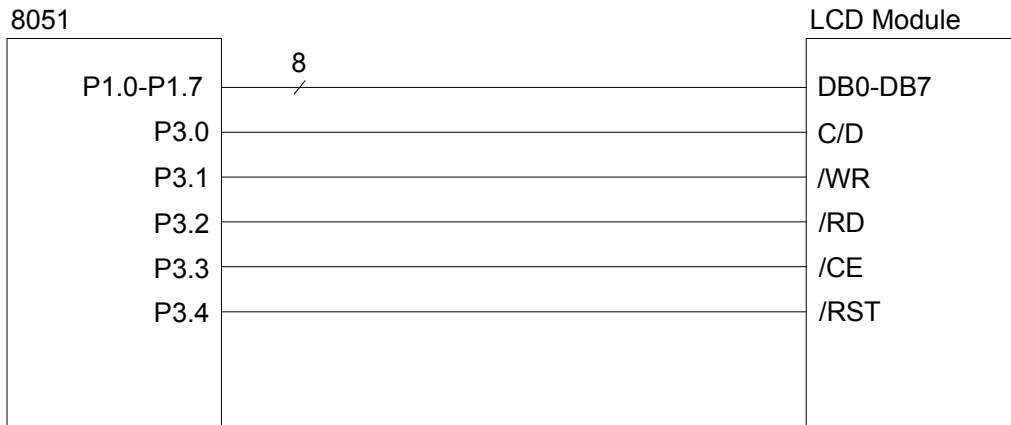 8051
LCD Module
8
P1.0-P1.7
DB0-DB7
P3.0
C/D
P3.1
/WR
P3.2
/RD
P3.3
/CE
P3.4
/RST